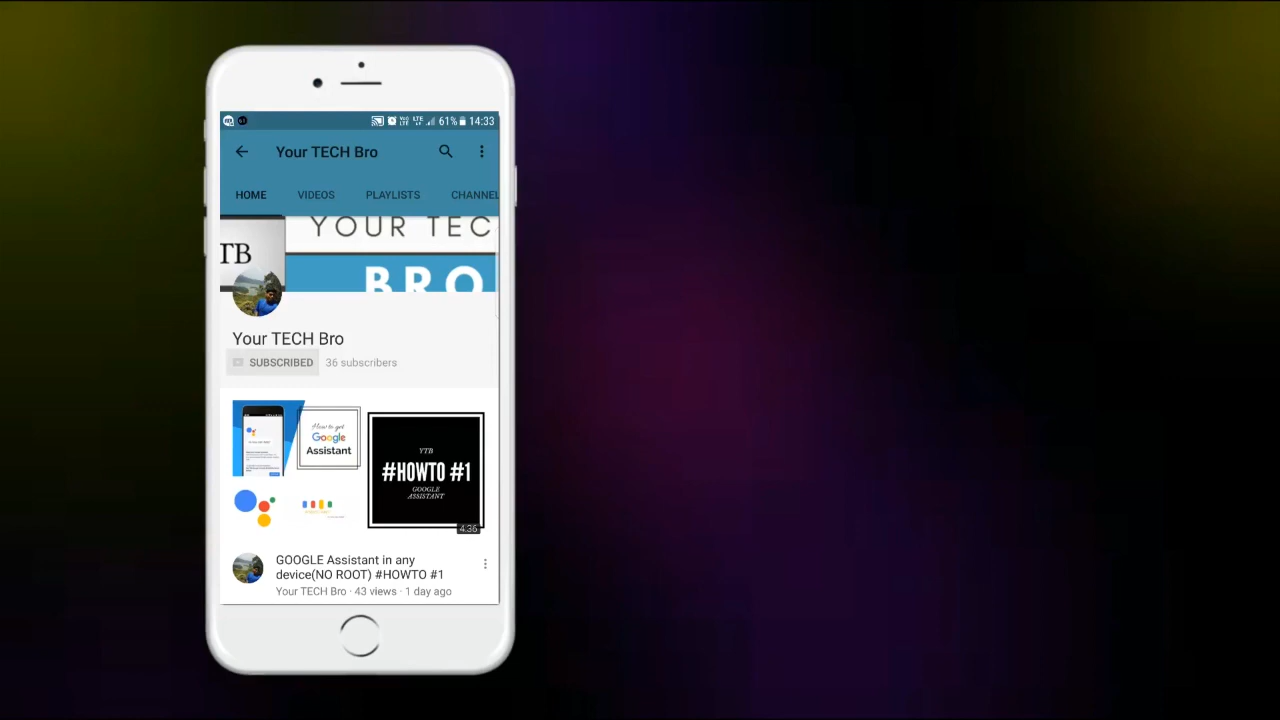 61% 14:33
Your TECH Bro
HOME VIDEOS PLAYLISTS CHANNEL
YOUR TEC
TB
BRO
Your TECH Bro
SUBSCRIBED 36 subscribers
How to get
Google
Assistant
YTB
#HOWTO #1
GOOGLE
ASSISTANT
4:36
GOOGLE Assistant in any
device(NO ROOT) #HOWTO #1
Your TECH Bro · 43 views · 1 day ago